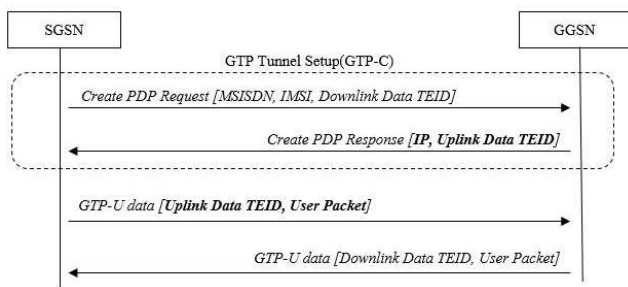 SGSN
GGSN
GTP Tunnel Setup(GTP-C)
Create PDP Request [MSISDN, IMSI, Downlink Data TEID]
Create PDP Response [IP, Uplink Data TEID]
GTP-U data [Uplink Data TEID, User Packet]
GTP-U data [Downlink Data TEID, User Packet]